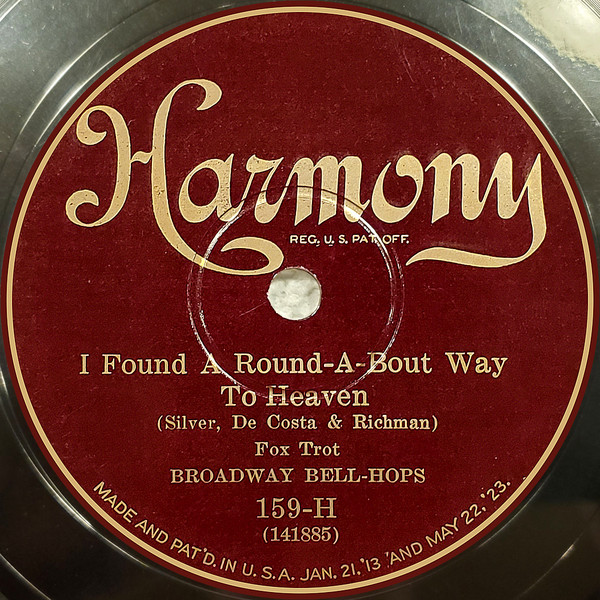 Harmony
REG. U. S. PAT. OFF.
I Found A Round-A-Bout Way
To Heaven
(Silver, De Costa & Richman)
Fox Trot
BROADWAY BELL-HOPS
159-H
(141885)
MADE AND PAT'D. IN U. S. A. JAN. 21, '13 AND MAY 22, '23.